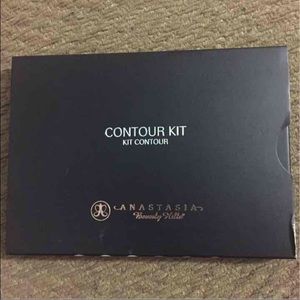 CONTOUR KIT
KIT CONTOUR
ANASTASIA
Beverly Hills